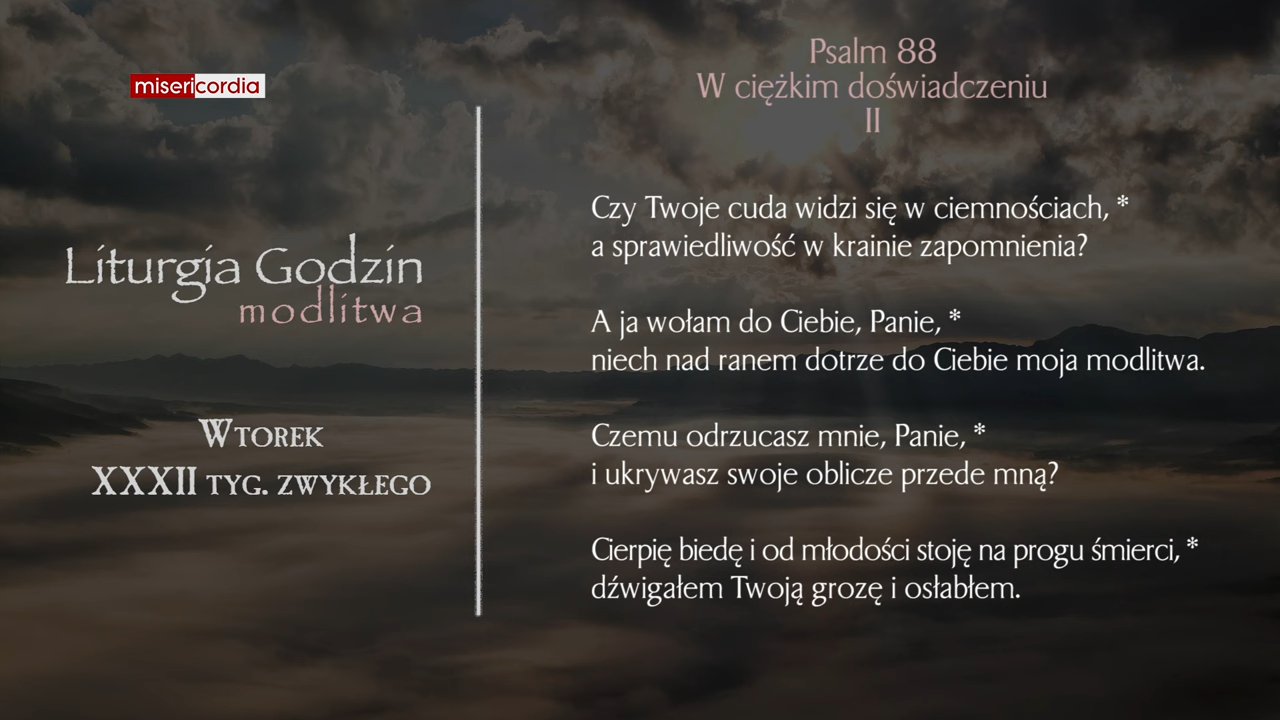 misericordia
Liturgia Godzin
modlitwa
Wtorek
XXXII tyg. zwykłego
Psalm 88
W ciężkim doświadczeniu
II
Czy Twoje cuda widzi się w ciemnościach, *
a sprawiedliwość w krainie zapomnienia?
A ja wołam do Ciebie, Panie, *
niech nad ranem dotrze do Ciebie moja modlitwa.
Czemu odrzucasz mnie, Panie, *
i ukrywasz swoje oblicze przede mną?
Cierpię biedę i od młodości stoję na progu śmierci, *
dźwigałem Twoją grozę i osłabłem.